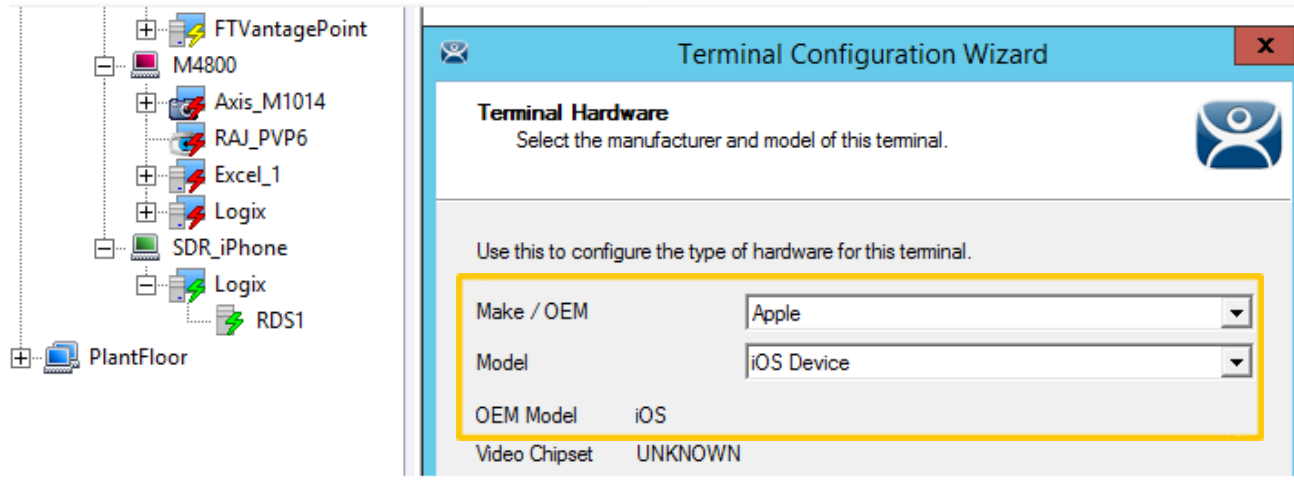 FTVantagePoint
M4800
Axis_M1014
RAJ_PVP6
Excel_1
Logix
SDR_iPhone
Logix
RDS1
PlantFloor
Terminal Configuration Wizard
x
Terminal Hardware
Select the manufacturer and model of this terminal.
Use this to configure the type of hardware for this terminal.
Make / OEM Apple
Model iOS Device
OEM Model iOS
Video Chipset UNKNOWN